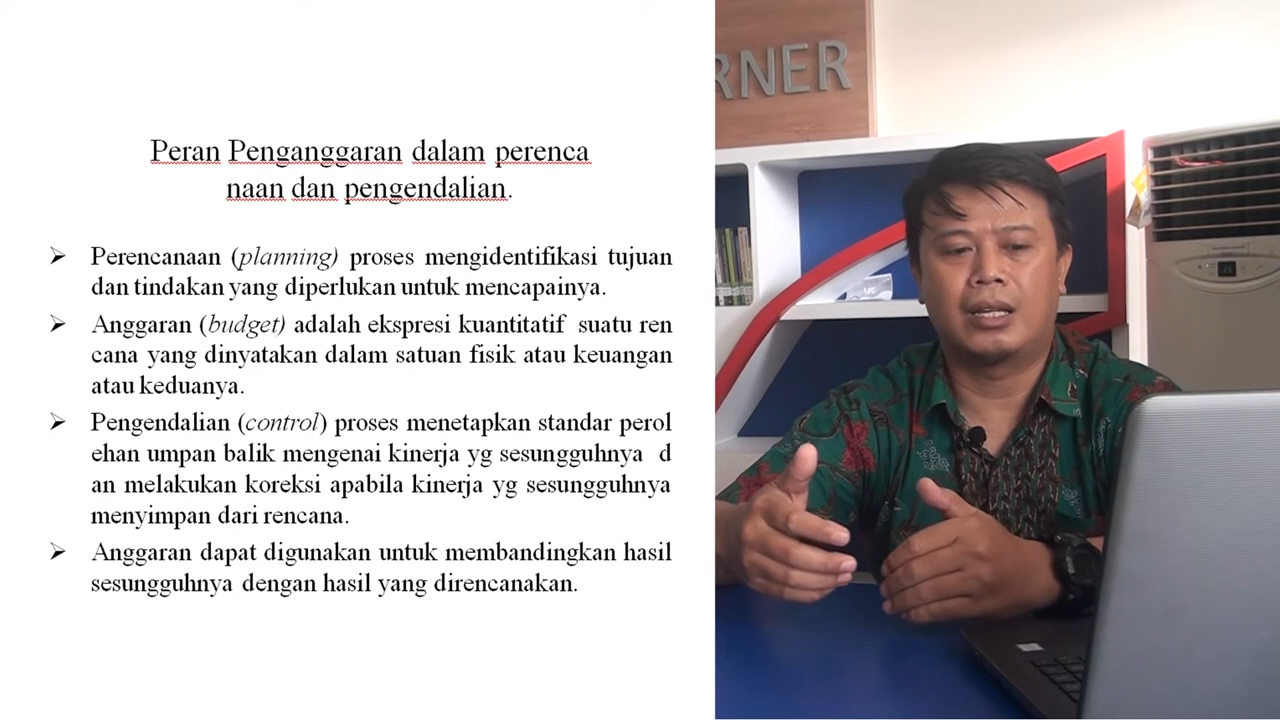 Peran Penganggaran dalam perenca
naan dan pengendalian.
Perencanaan (planning) proses mengidentifikasi tujuan
dan tindakan yang diperlukan untuk mencapainya.
Anggaran (budget) adalah ekspresi kuantitatif suatu ren
cana yang dinyatakan dalam satuan fisik atau keuangan
atau keduanya.
Pengendalian (control) proses menetapkan standar perol
ehan umpan balik mengenai kinerja yg sesungguhnya d
an melakukan koreksi apabila kinerja yg sesungguhnya
menyimpan dari rencana.
Anggaran dapat digunakan untuk membandingkan hasil
sesungguhnya dengan hasil yang direncanakan.
RNER